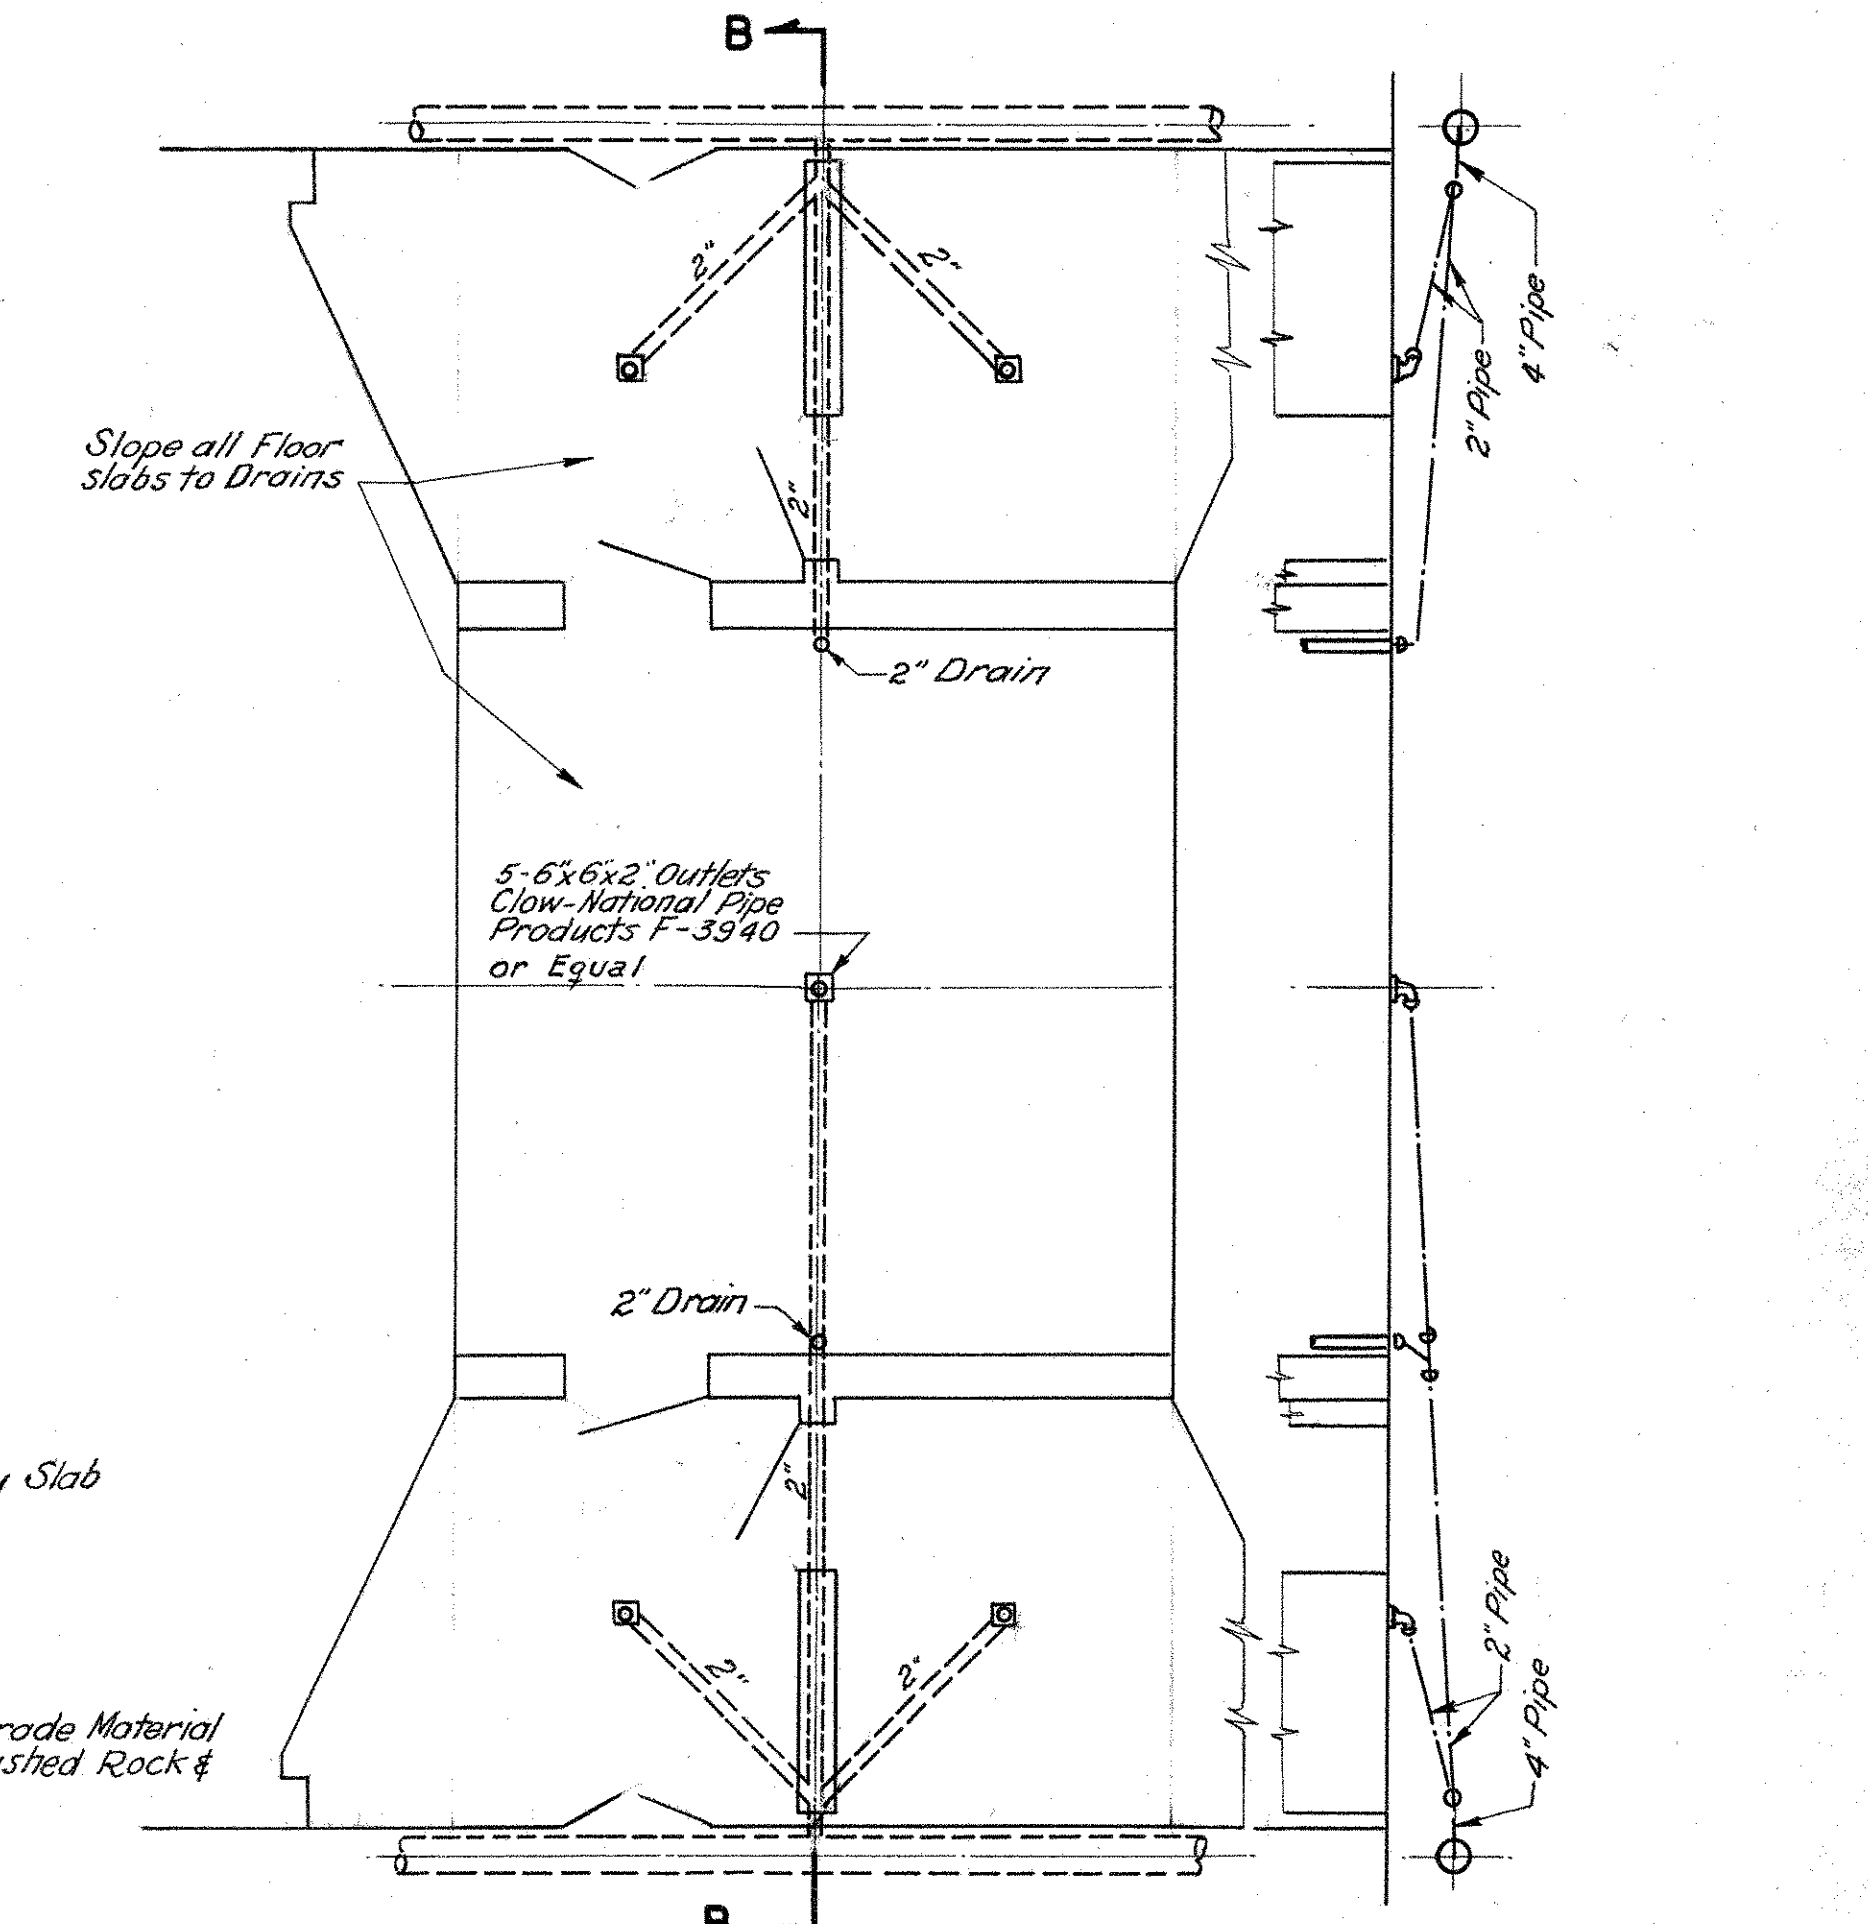 B
2"
2"
4" Pipe
2" Pipe
Slope all Floor
slabs to Drains
2"
2" Drain
5-6"x6"x2" Outlets
Clow-National Pipe
Products F-3940
or Equal
2" Drain
Slab
2"
2" Pipe
2"
2"
4" Pipe
Material
Rock &
B